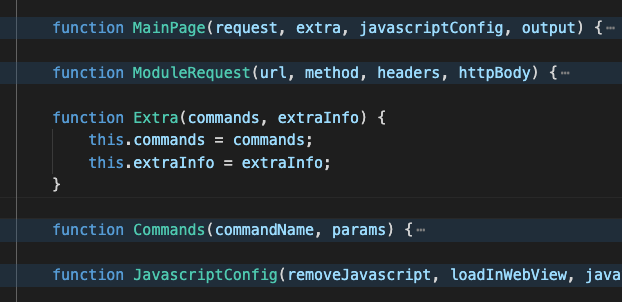 function MainPage(request, extra, javascriptConfig, output) {…
function ModuleRequest(url, method, headers, httpBody) {…
function Extra(commands, extraInfo) {
this.commands = commands;
this.extraInfo = extraInfo;
}
function Commands(commandName, params) {…
function JavascriptConfig(removeJavascript, loadInWebView, java